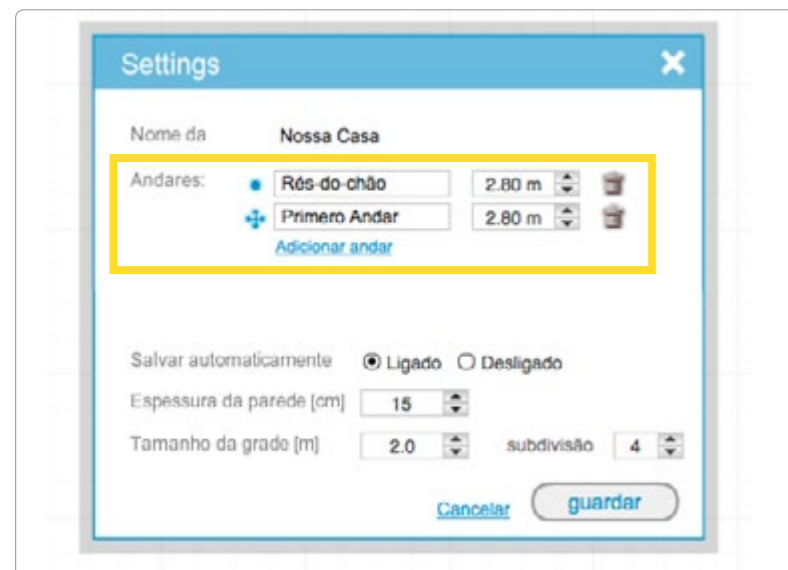 Settings
Nome da Nossa Casa
Andares: Rés-do-chão 2.80 m
Primero Andar 2.80 m
Adicionar andar
Salvar automaticamente Ligado Desligado
Espessura da parede [cm] 15
Tamanho da grade [m] 2.0 subdivisão 4
Cancelar guardar